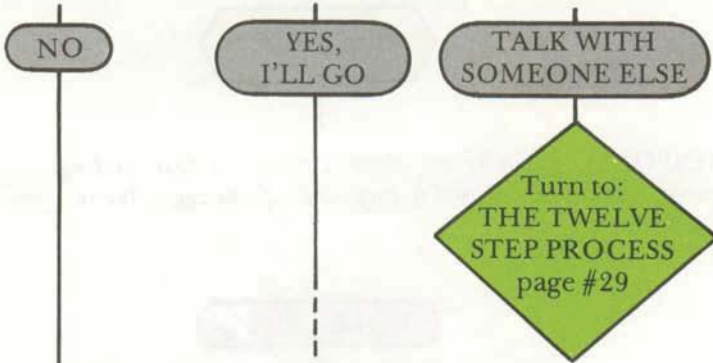 NO
YES,
I'LL GO
TALK WITH
SOMEONE ELSE
Turn to:
THE TWELVE
STEP PROCESS
page #29